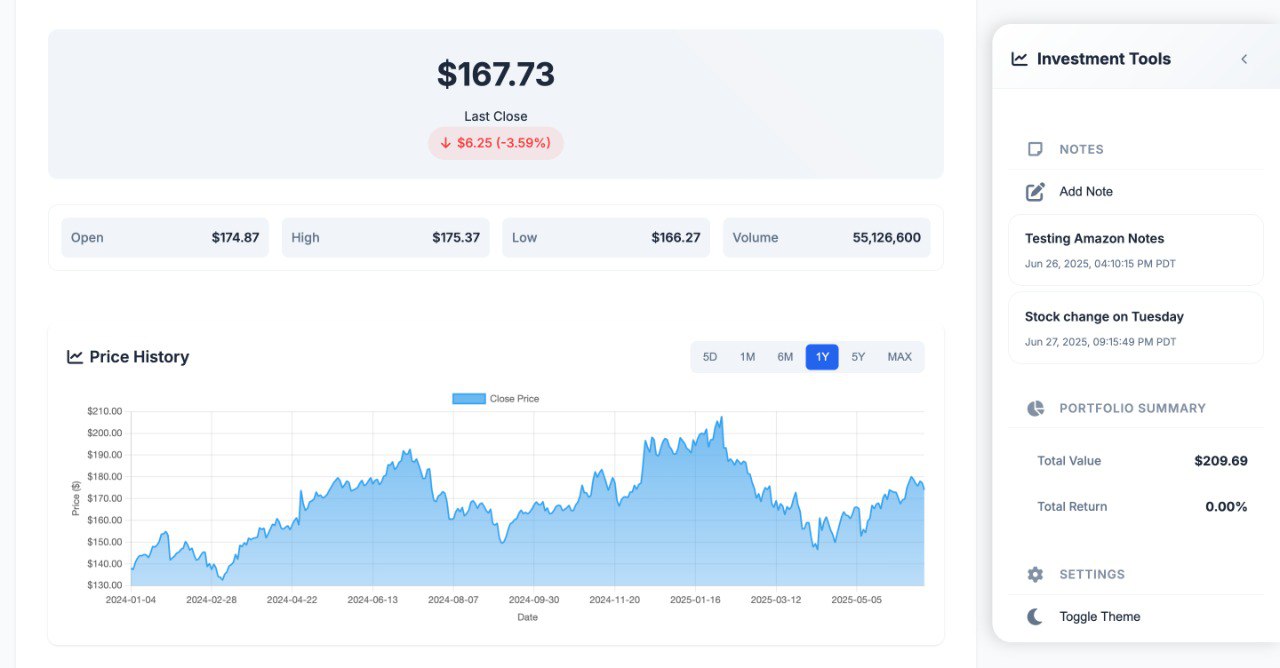 $167.73
Last Close
↓ $6.25 (-3.59%)
Open $174.87 High $175.37 Low $166.27 Volume 55,126,600
Price History
5D 1M 6M 1Y 5Y MAX
Close Price
$210.00
$200.00
$190.00
$180.00
$170.00
$160.00
$150.00
$140.00
$130.00
Price ($)
2024-01-04 2024-02-28 2024-04-22 2024-06-13 2024-08-07 2024-09-30 2024-11-20 2025-01-16 2025-03-12 2025-05-05
Date
Investment Tools
NOTES
Add Note
Testing Amazon Notes
Jun 26, 2025, 04:10:15 PM PDT
Stock change on Tuesday
Jun 27, 2025, 09:15:49 PM PDT
PORTFOLIO SUMMARY
Total Value $209.69
Total Return 0.00%
SETTINGS
Toggle Theme